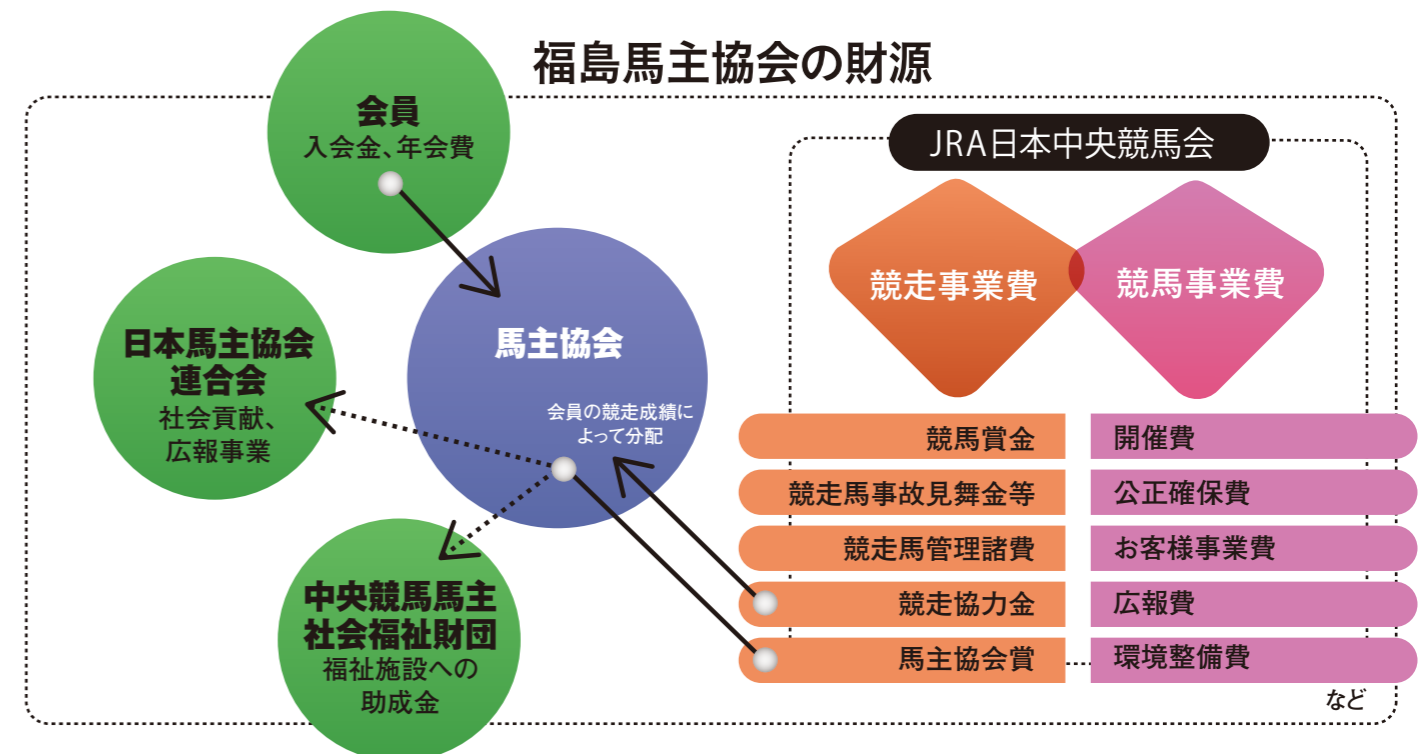 福島馬主協会の財源
会員
入会金、年会費
JRA日本中央競馬会
競走事業費
競馬事業費
馬主協会
会員の競走成績に
よって分配
日本馬主協会
連合会
社会貢献、
広報事業
中央競馬馬主
社会福祉財団
福祉施設への
助成金
競馬賞金
開催費
競走馬事故見舞金等
公正確保費
競走馬管理諸費
お客様事業費
競走協力金
広報費
馬主協会賞
環境整備費
など